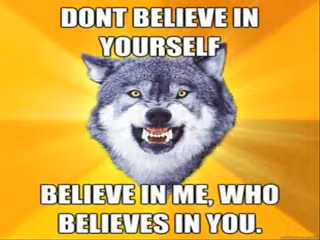 DONT BELIEVE IN
YOURSELF
BELIEVE IN ME, WHO
BELIEVES IN YOU.